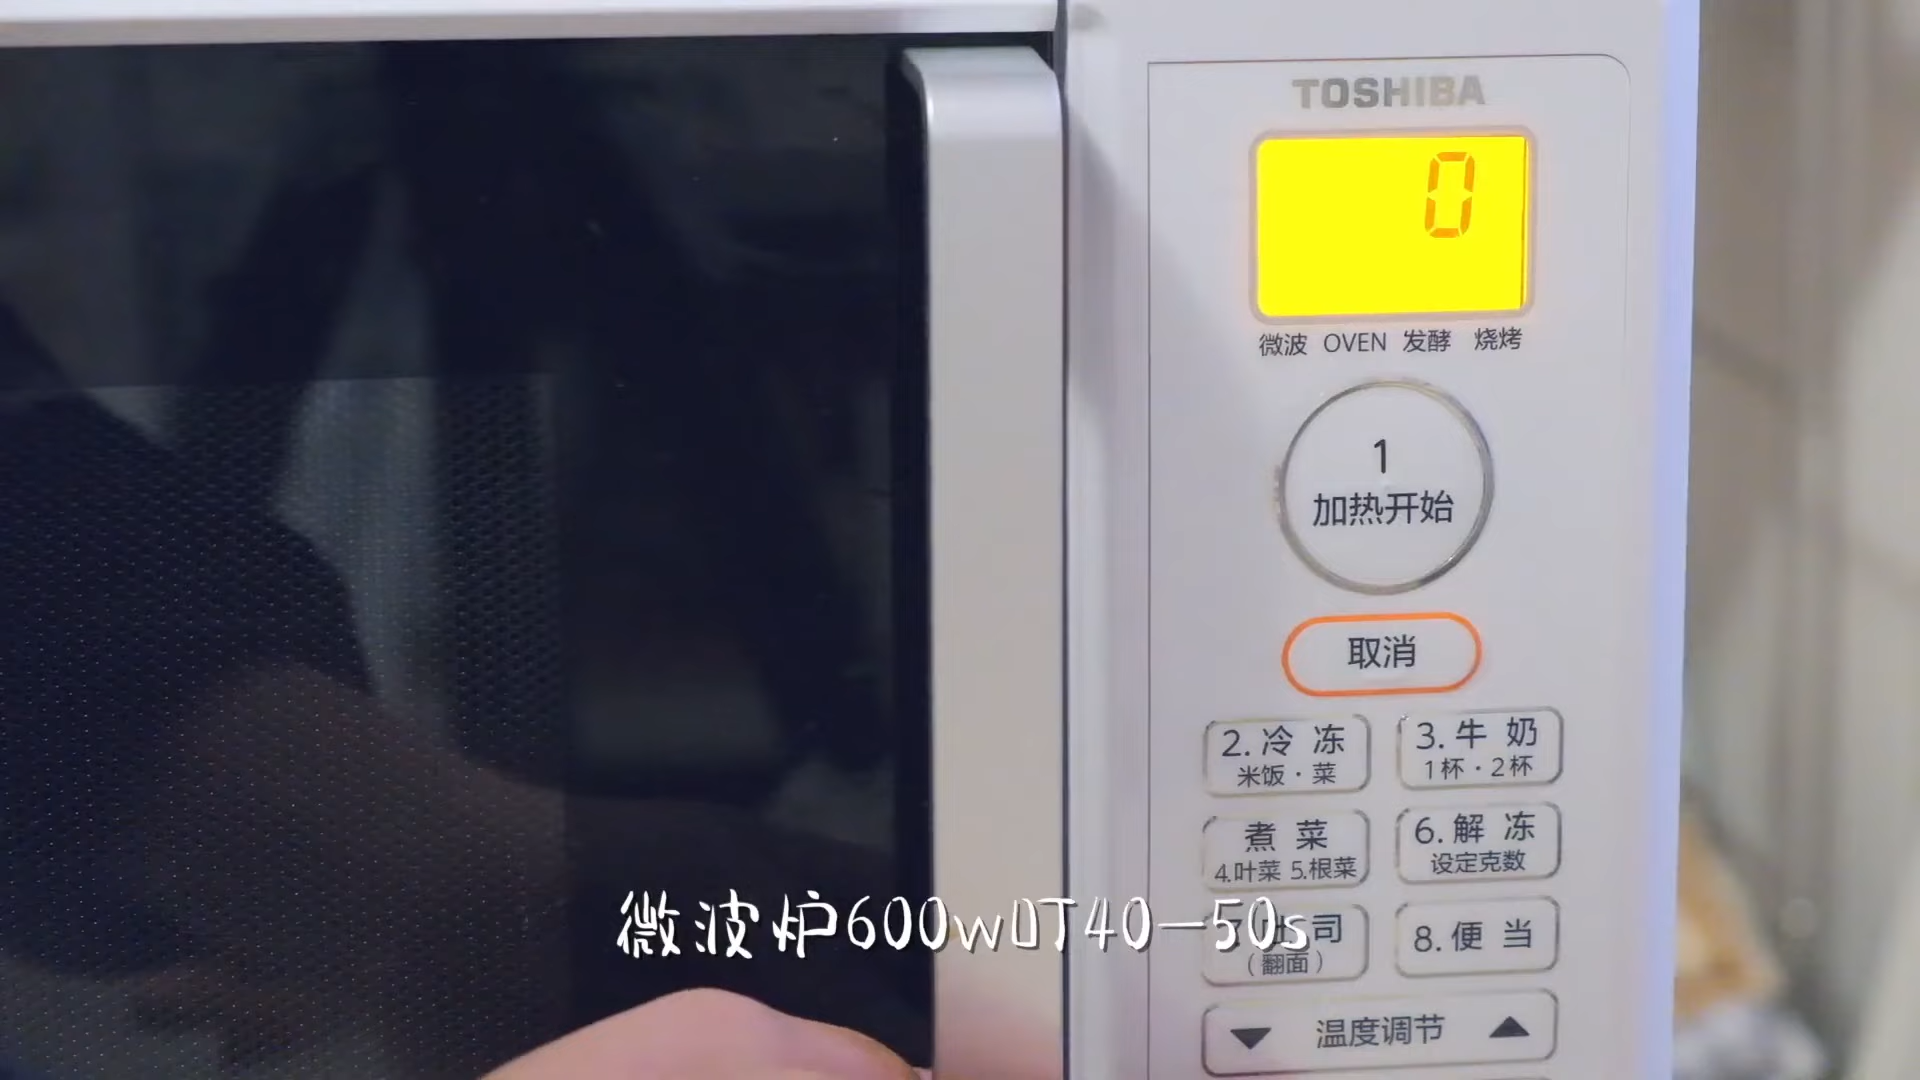 TOSHIBA
0
微波 OVEN 发酵 烧烤
1
加热开始
取消
2. 冷 冻
米饭·菜
3. 牛 奶
1杯·2杯
煮 菜
4.叶菜 5.根菜
6. 解 冻
设定克数
微波炉600w叮40-50s
司
(翻面)
8. 便 当
▼ 温度调节 ▲